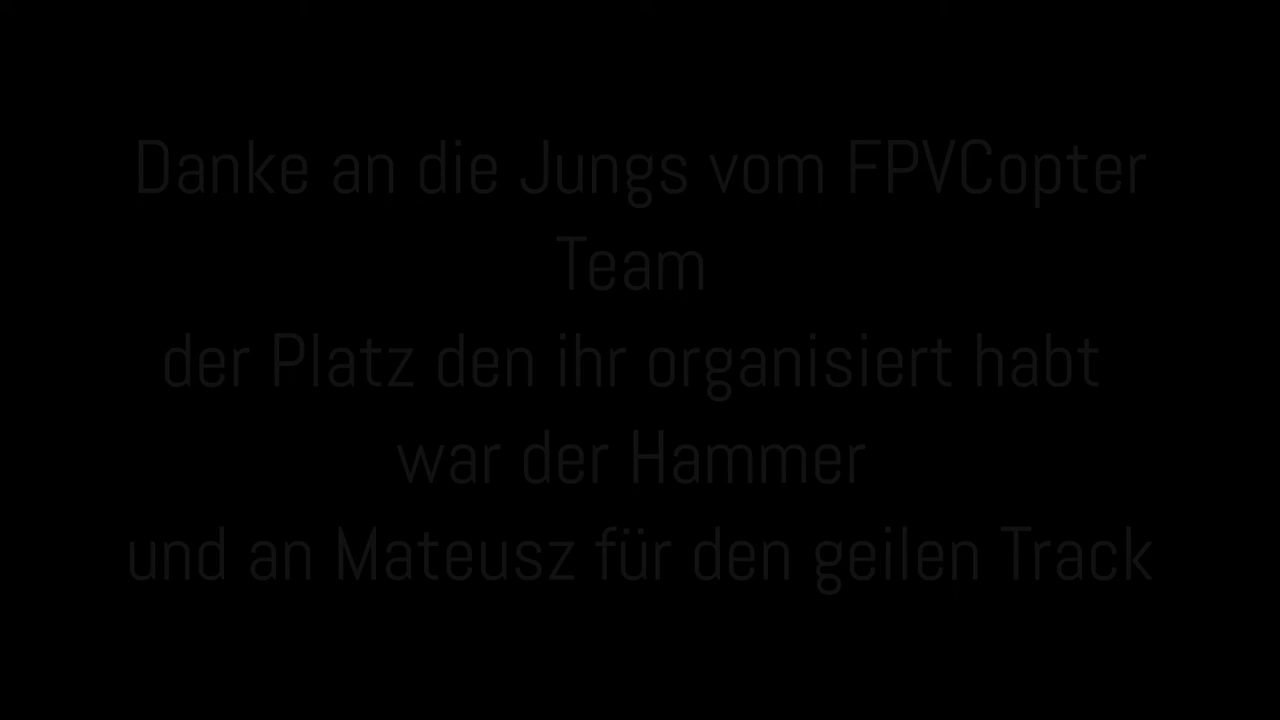 Danke an die Jungs vom FPVCopter
Team
der Platz den ihr organisiert habt
war der Hammer
und an Mateusz für den geilen Track